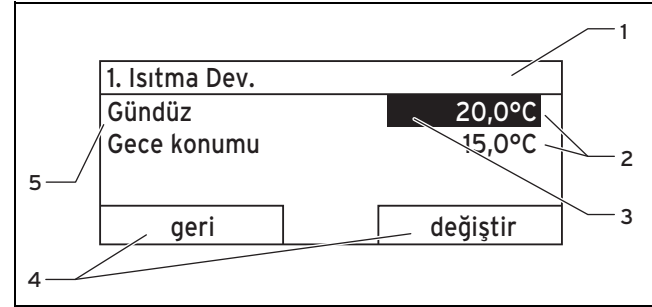 1
1. Isıtma Dev.
Gündüz 20,0°C
Gece konumu 15,0°C
2
5
3
geri değiştir
4